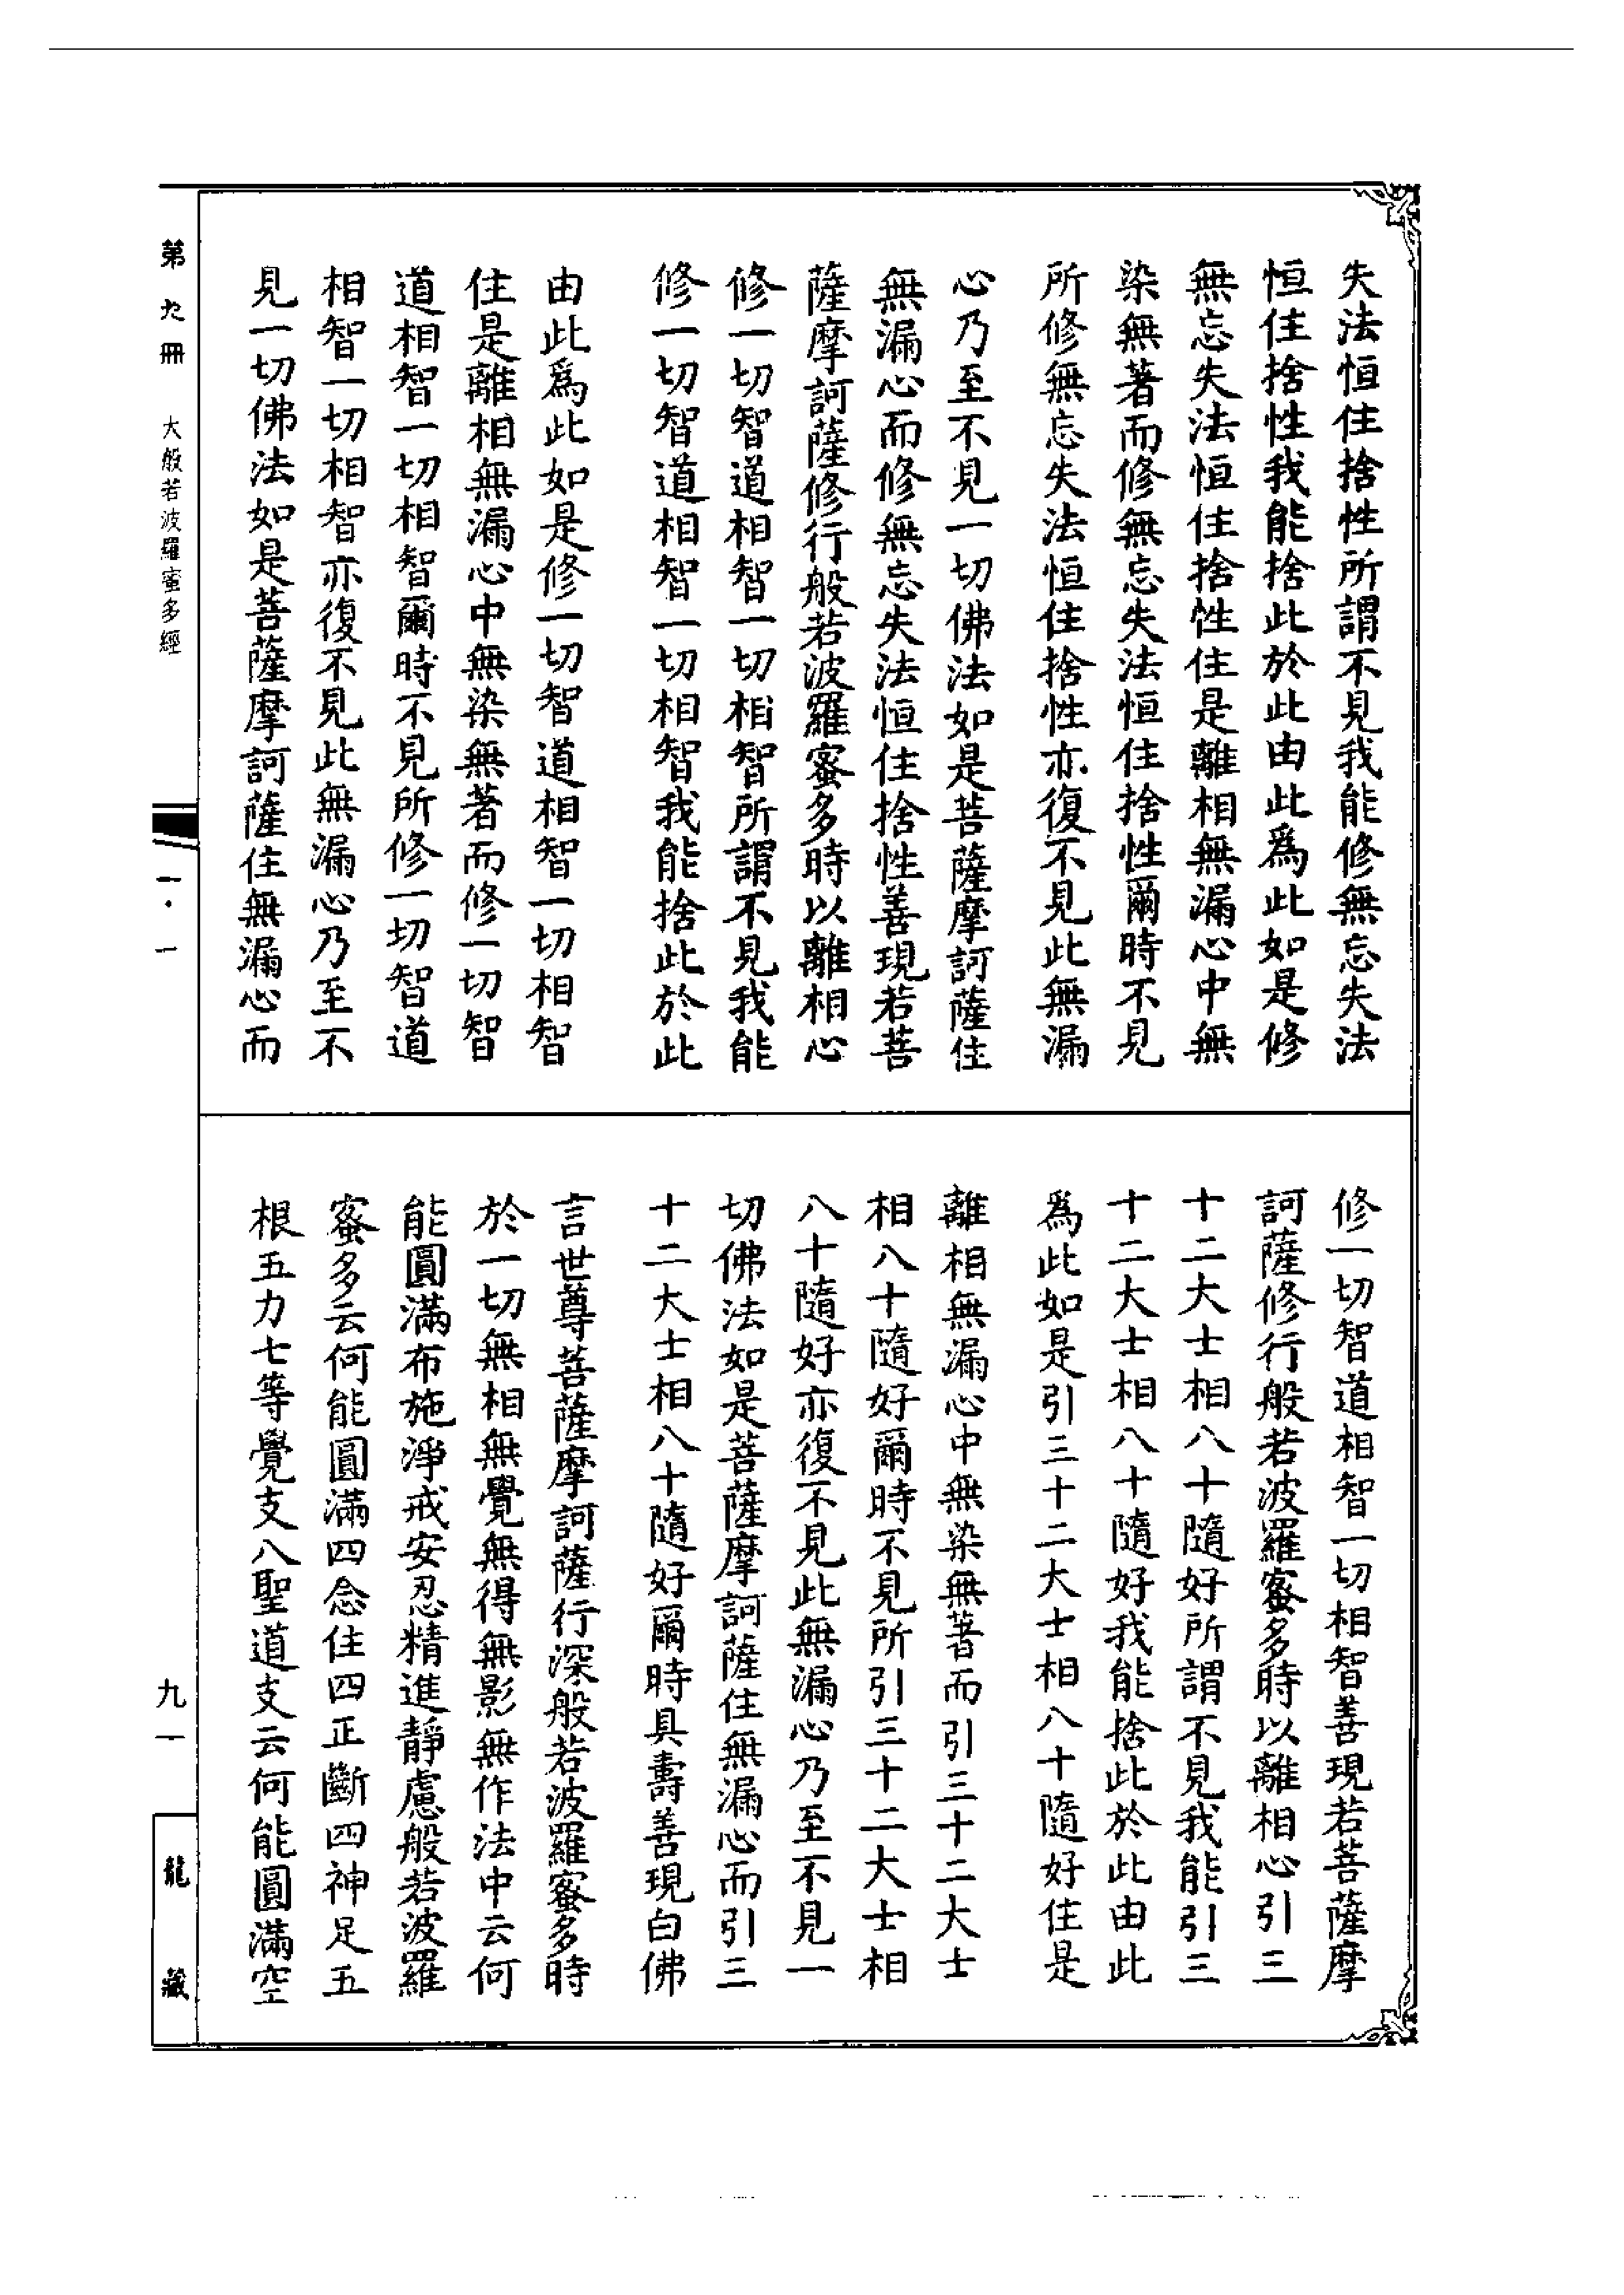 失法恒住捨性所謂不見我能修無忘失法
恒住捨性我能捨此於此由此爲此如是修
無忘失法恒住捨性住是離相無漏心中無
染無著而修無忘失法恒住捨性爾時不見
所修無忘失法恒住捨性亦復不見此無漏
心乃至不見一切佛法如是菩薩摩訶薩住
無漏心而修無忘失法恒住捨性善現若菩
薩摩訶薩修行般若波羅蜜多時以離相心
修一切智道相智一切相智所謂不見我能
修一切智道相智一切相智我能捨此於此
由此爲此如是修一切智道相智一切相智
住是離相無漏心中無染無著而修一切智
道相智一切相智爾時不見所修一切智道
相智一切相智亦復不見此無漏心乃至不
見一切佛法如是菩薩摩訶薩住無漏心而
修一切智道相智一切相智善現若菩薩摩
訶薩修行般若波羅蜜多時以離相心引三
十二大士相八十隨好所謂不見我能引三
十二大士相八十隨好我能捨此於此由此
爲此如是引三十二大士相八十隨好住是
離相無漏心中無染無著而引三十二大士
相八十隨好爾時不見所引三十二大士相
八十隨好亦復不見此無漏心乃至不見一
切佛法如是菩薩摩訶薩住無漏心而引三
十二大士相八十隨好爾時具壽善現白佛
言世尊菩薩摩訶薩行深般若波羅蜜多時
於一切無相無覺無得無影無作法中云何
能圓滿布施淨戒安忍精進靜慮般若波羅
蜜多云何能圓滿四念住四正斷四神足五
根五力七等覺支八聖道支云何能圓滿空
第九冊 大般若波羅蜜多經
一·一
九一
龍藏